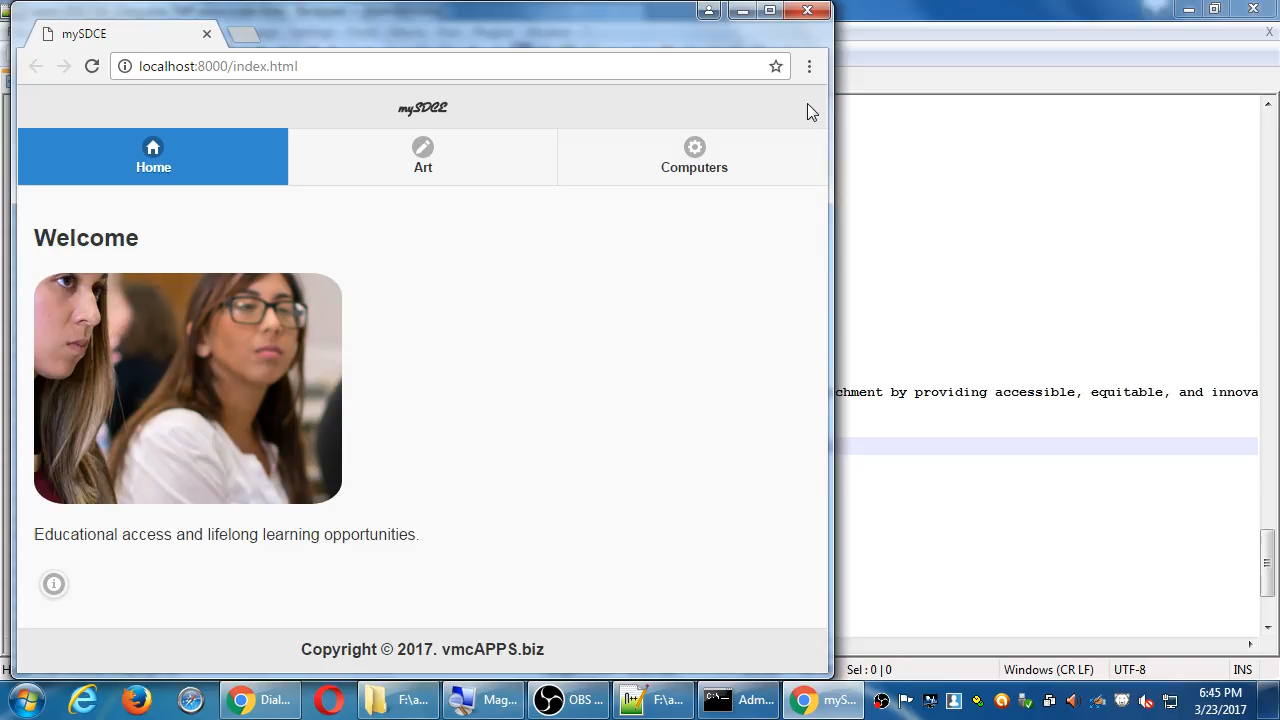 mySDCE
localhost:8000/index.html
mySDCE
Home
Art
Computers
Welcome
Educational access and lifelong learning opportunities.
Copyright © 2017. vmcAPPS.biz
chment by providing accessible, equitable, and innova
Sel : 0 | 0
Windows (CR LF)
UTF-8
INS
Dial...
F:\a...
Mag...
OBS ...
F:\a...
Adm...
myS...
6:45 PM
3/23/2017